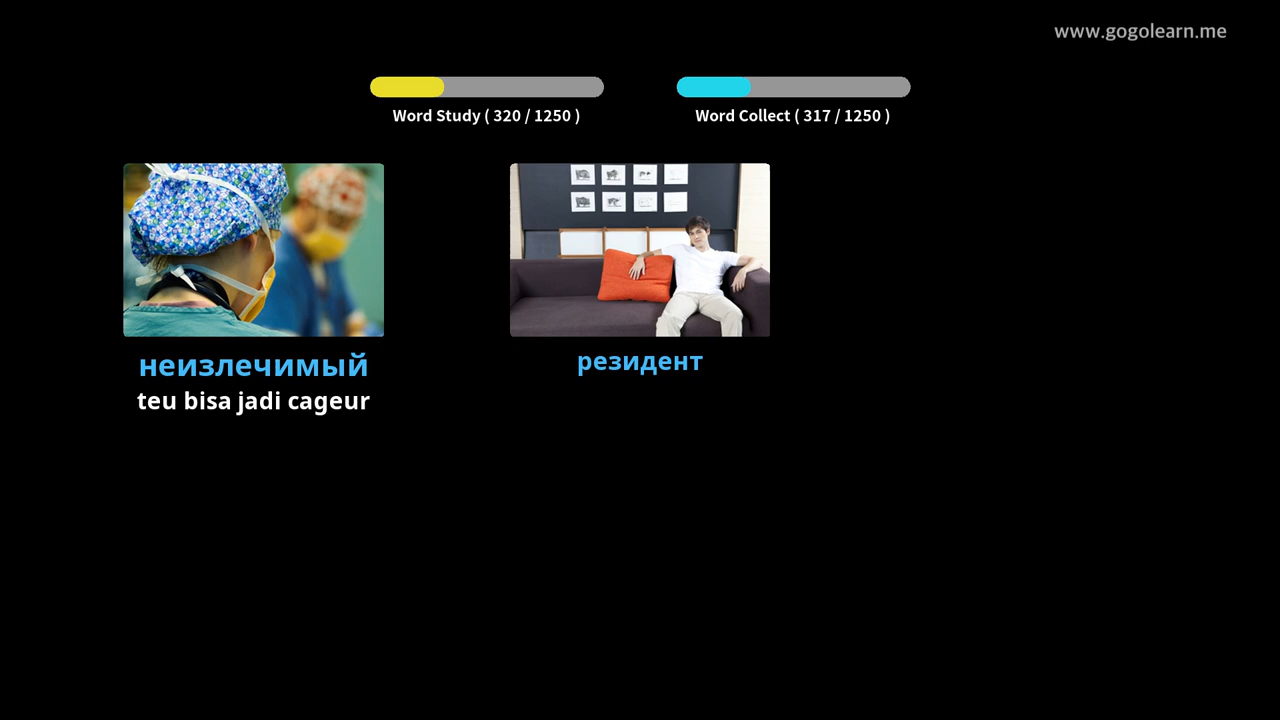 www.gogolearn.me
Word Study ( 320 / 1250 )
Word Collect ( 317 / 1250 )
неизлечимый
teu bisa jadi cageur
резидент